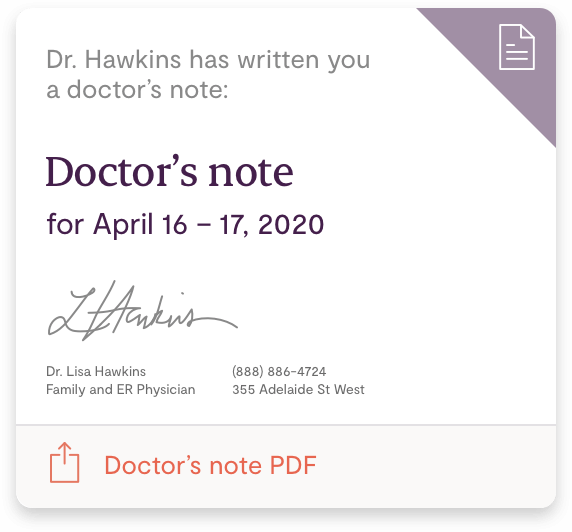 Dr. Hawkins has written you
a doctor’s note:
Doctor’s note
for April 16 – 17, 2020
L Hawkins
Dr. Lisa Hawkins
Family and ER Physician
(888) 886-4724
355 Adelaide St West
Doctor’s note PDF